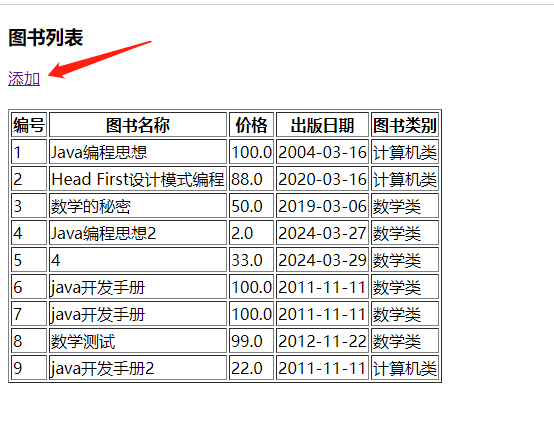 图书列表
添加
编号 图书名称 价格 出版日期 图书类别
1 Java编程思想 100.0 2004-03-16 计算机类
2 Head First设计模式编程 88.0 2020-03-16 计算机类
3 数学的秘密 50.0 2019-03-06 数学类
4 Java编程思想2 2.0 2024-03-27 数学类
5 4 33.0 2024-03-29 数学类
6 java开发手册 100.0 2011-11-11 数学类
7 java开发手册 100.0 2011-11-11 数学类
8 数学测试 99.0 2012-11-22 数学类
9 java开发手册2 22.0 2011-11-11 计算机类